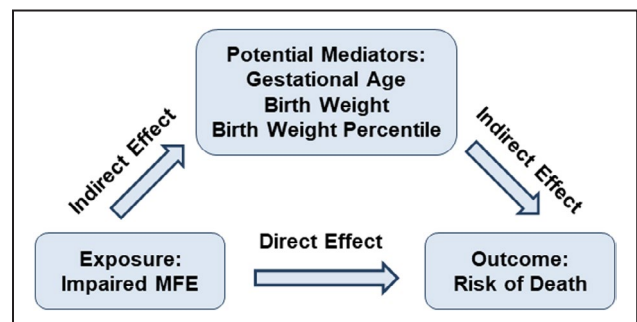 Potential Mediators:
Gestational Age
Birth Weight
Birth Weight Percentile
Indirect Effect
Indirect Effect
Exposure:
Impaired MFE
Direct Effect
Outcome:
Risk of Death